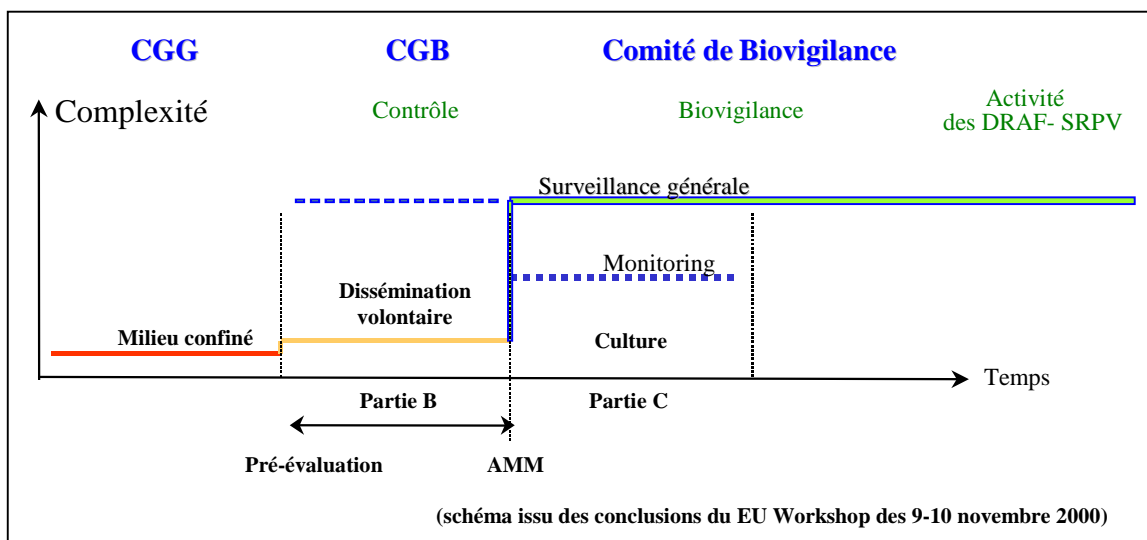 CGG CGB Comité de Biovigilance
Complexité Contrôle Biovigilance Activité
des DRAF- SRPV
Surveillance générale
Monitoring
Dissémination
volontaire
Milieu confiné Culture
Temps
Partie B Partie C
Pré-évaluation AMM
(schéma issu des conclusions du EU Workshop des 9-10 novembre 2000)